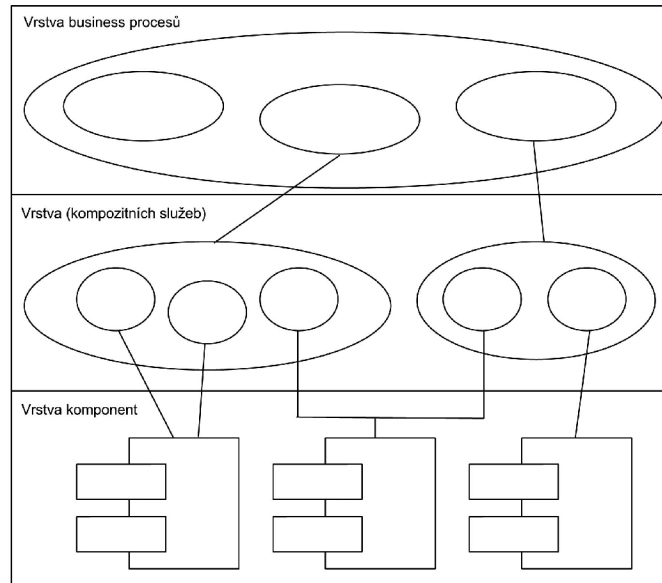 Vrstva business procesů
Vrstva (kompozitních služeb)
Vrstva komponent